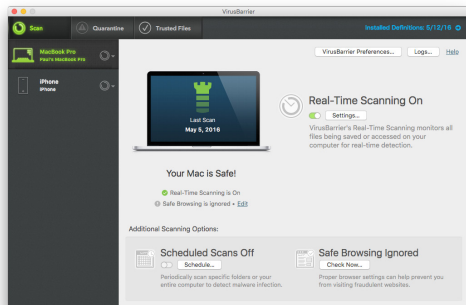 VirusBarrier
Scan
Quarantine
Trusted Files
Installed Definitions: 5/12/16
MacBook Pro
Paul's MacBook Pro
iPhone
iPhone
VirusBarrier Preferences...
Logs...
Help
Last Scan
May 5, 2016
Real-Time Scanning On
Settings...
VirusBarrier's Real-Time Scanning monitors all
files being saved or accessed on your
computer for real-time detection.
Your Mac is Safe!
Real-Time Scanning is On
Safe Browsing is Ignored • Edit
Additional Scanning Options:
Scheduled Scans Off
Schedule...
Periodically scan specific folders or your
entire computer to detect malware infection.
Safe Browsing Ignored
Check Now...
Proper browser settings can help prevent you
from visiting fraudulent websites.